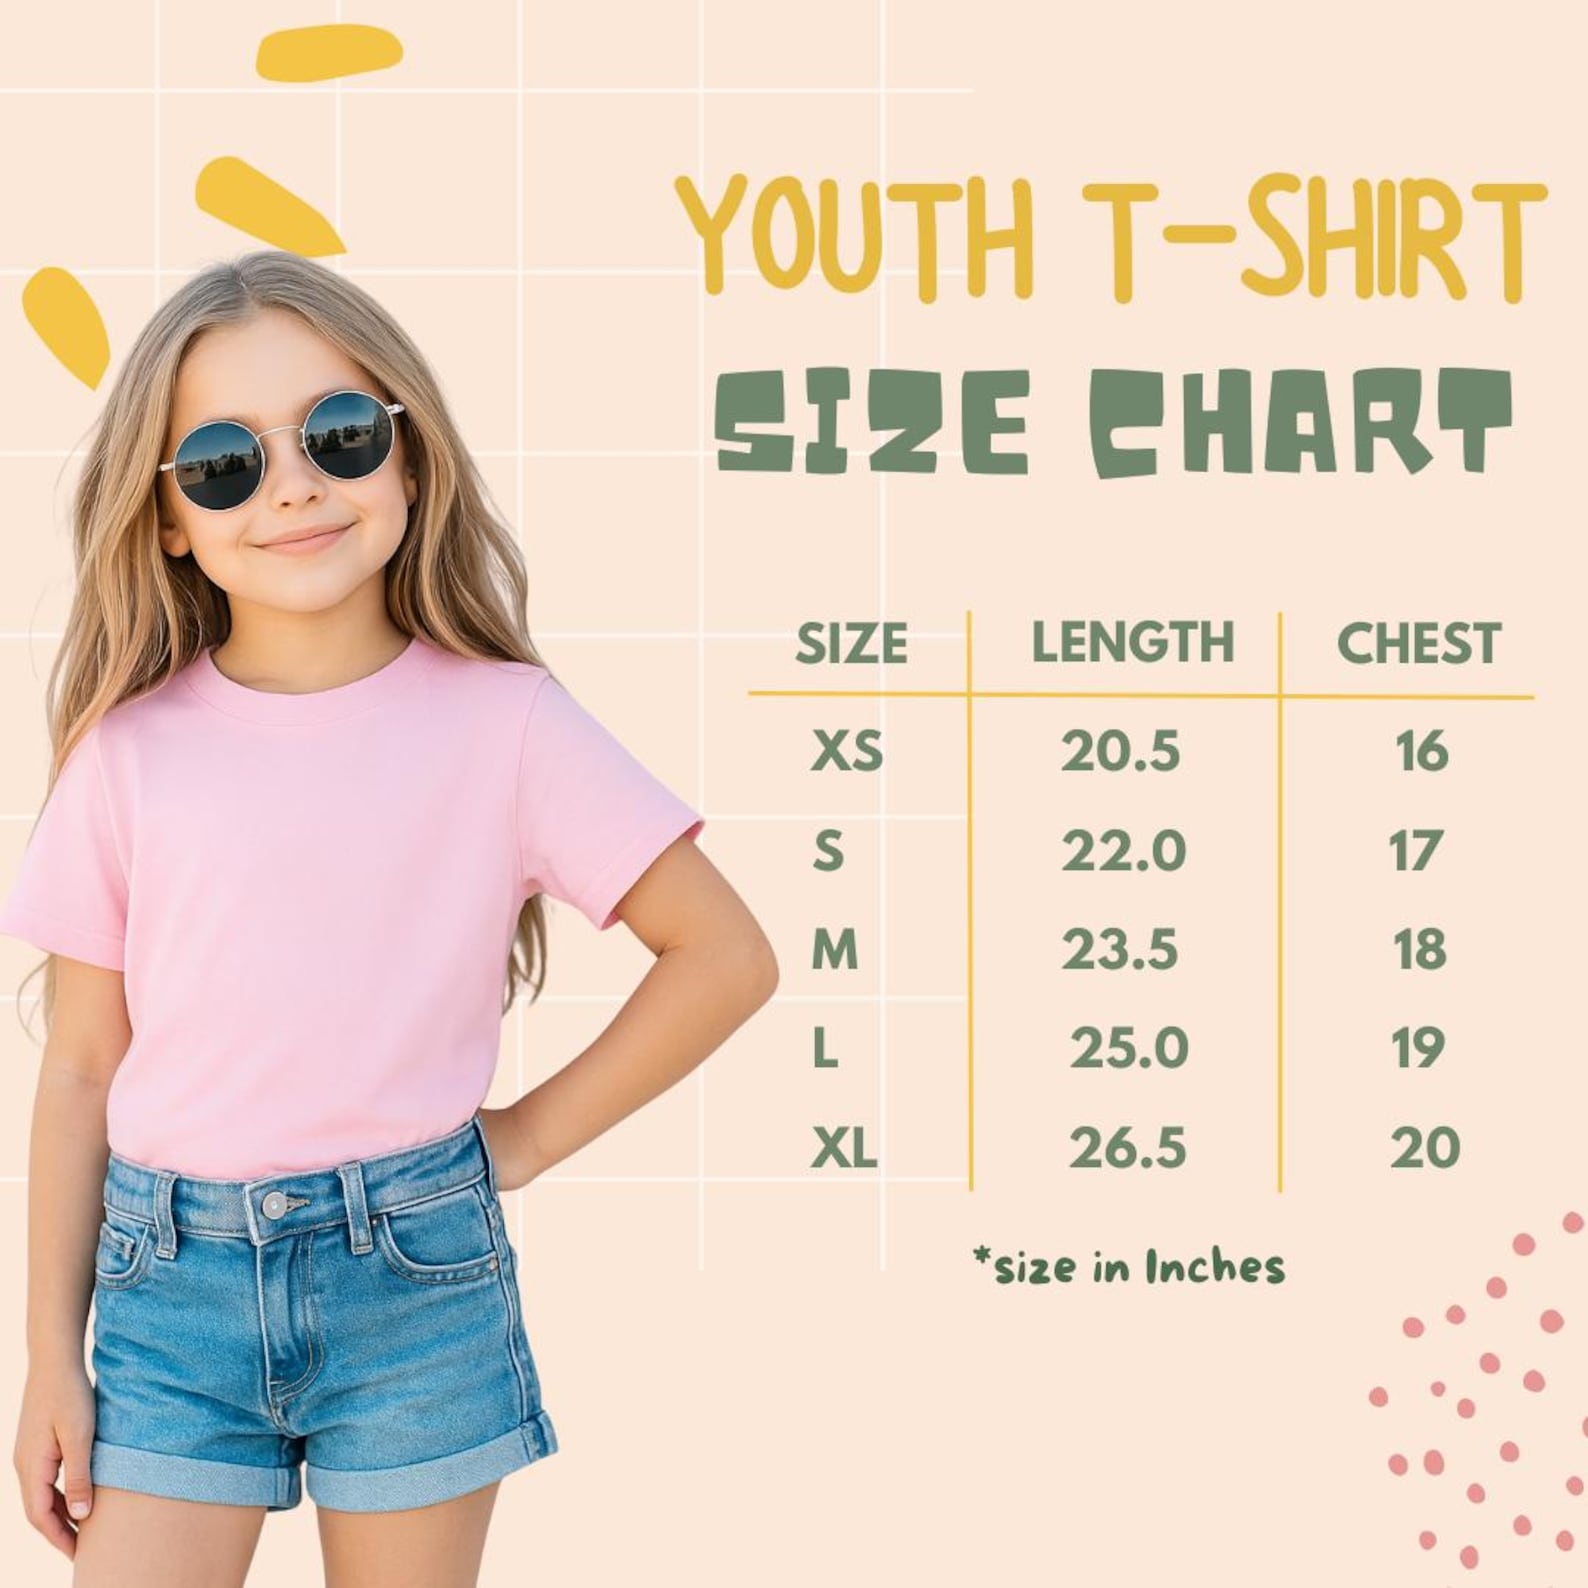 YOUTH T-SHIRT
SIZE CHART
SIZE LENGTH CHEST
XS 20.5 16
S 22.0 17
M 23.5 18
L 25.0 19
XL 26.5 20
*size in Inches